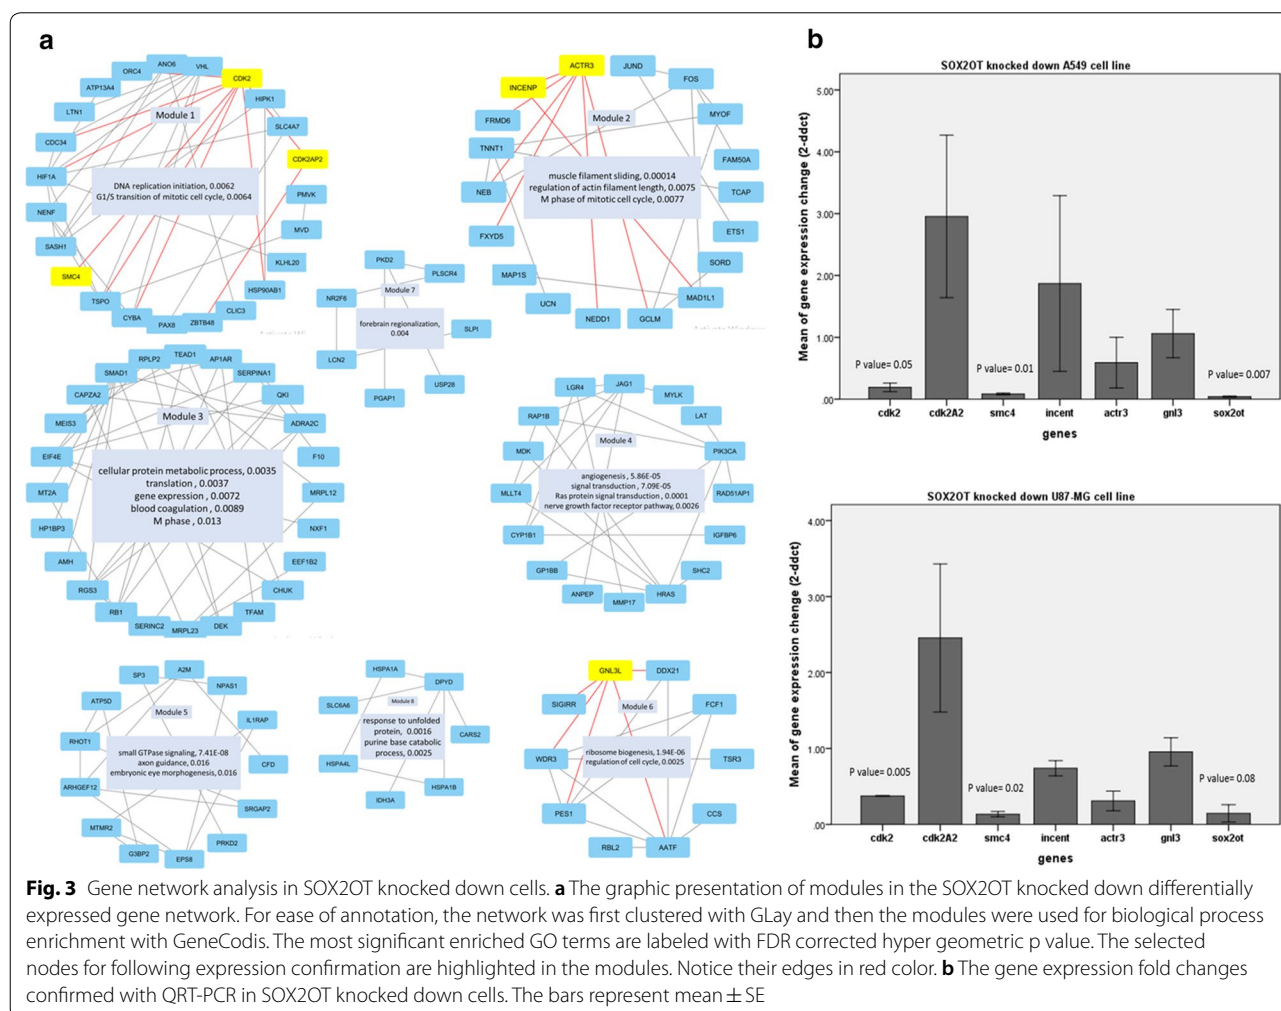 a
ANO6
VHL
ORC4
CDK2
ATP13A4
HIPK1
LTN1
Module 1
SLC4A7
CDC34
CDK2AP2
HIF1A
DNA replication initiation, 0.0062
G1/S transition of mitotic cell cycle, 0.0064
PMVK
NENF
MVD
SASH1
KLHL20
SMC4
HSP90AB1
TSPO
CLIC3
CYBA
PAX8
ZBTB48
ACTR3
JUND
INCENP
FOS
FRMD6
Module 2
MYOF
TNNT1
FAM50A
muscle filament sliding, 0.00014
regulation of actin filament length, 0.0075
M phase of mitotic cell cycle, 0.0077
NEB
TCAP
FXYD5
ETS1
MAP1S
SORD
UCN
MAD1L1
NEDD1
GCLM
PKD2
PLSCR4
Module 7
NR2F6
forebrain regionalization,
0.004
SLPI
LCN2
USP28
PGAP1
TEAD1
RPLP2
AP1AR
SMAD1
SERPINA1
CAPZA2
QKI
MEIS3
Module 3
ADRA2C
EIF4E
F10
cellular protein metabolic process, 0.0035
translation , 0.0037
gene expression , 0.0072
blood coagulation , 0.0089
M phase , 0.013
MT2A
MRPL12
HP1BP3
NXF1
AMH
EEF1B2
RGS3
CHUK
RB1
TFAM
SERINC2
MRPL23
DEK
LGR4
JAG1
MYLK
RAP1B
LAT
Module 4
MDK
PIK3CA
angiogenesis , 5.86E-05
signal transduction , 7.09E-05
Ras protein signal transduction , 0.0001
nerve growth factor receptor pathway, 0.0026
MLLT4
RAD51AP1
CYP1B1
IGFBP6
GP1BB
SHC2
ANPEP
MMP17
HRAS
A2M
SP3
NPAS1
ATP5D
Module 5
IL1RAP
RHOT1
small GTPase signaling, 7.41E-08
axon guidance, 0.016
embryonic eye morphogenesis, 0.016
CFD
ARHGEF12
SRGAP2
MTMR2
PRKD2
G3BP2
EPS8
HSPA1A
DPYD
SLC6A6
Module 8
response to unfolded
protein, 0.0016
purine base catabolic
process, 0.0025
CARS2
HSPA4L
HSPA1B
IDH3A
GNL3L
DDX21
SIGIRR
Module 6
FCF1
WDR3
ribosome biogenesis, 1.94E-06
regulation of cell cycle, 0.0025
TSR3
PES1
CCS
RBL2
AATF
b
SOX2OT knocked down A549 cell line
Mean of gene expression change (2-ddct)
5.00
4.00
3.00
2.00
1.00
.00
P value= 0.05
P value= 0.01
P value= 0.007
cdk2 cdk2A2 smc4 incent actr3 gnl3 sox2ot
genes
SOX2OT knocked down U87-MG cell line
Mean of gene expression chenge (2-ddct)
4.00
3.00
2.00
1.00
.00
P value= 0.005
P value= 0.02
P value= 0.08
cdk2 cdk2A2 smc4 incent actr3 gnl3 sox2ot
genes
Fig. 3 Gene network analysis in SOX2OT knocked down cells. a The graphic presentation of modules in the SOX2OT knocked down differentially
expressed gene network. For ease of annotation, the network was first clustered with GLay and then the modules were used for biological process
enrichment with GeneCodis. The most significant enriched GO terms are labeled with FDR corrected hyper geometric p value. The selected
nodes for following expression confirmation are highlighted in the modules. Notice their edges in red color. b The gene expression fold changes
confirmed with QRT-PCR in SOX2OT knocked down cells. The bars represent mean ± SE